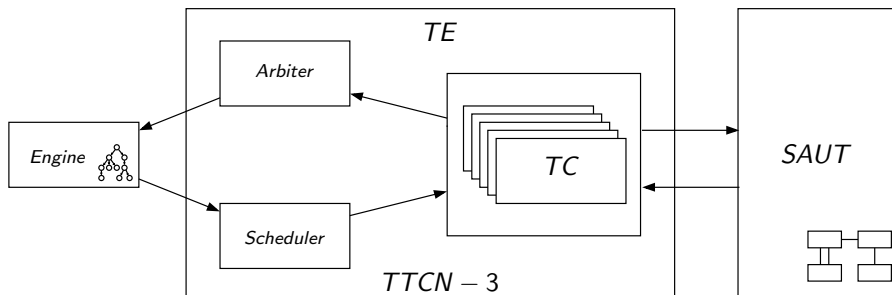 TE
Arbiter
Engine
TC
SAUT
Scheduler
TTCN – 3